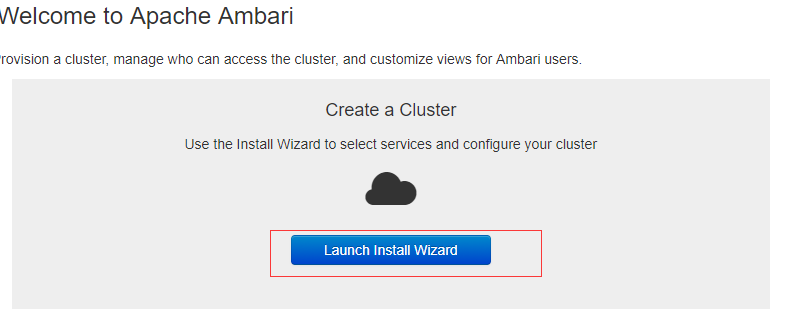 Welcome to Apache Ambari
rovision a cluster, manage who can access the cluster, and customize views for Ambari users.
Create a Cluster
Use the Install Wizard to select services and configure your cluster
Launch Install Wizard